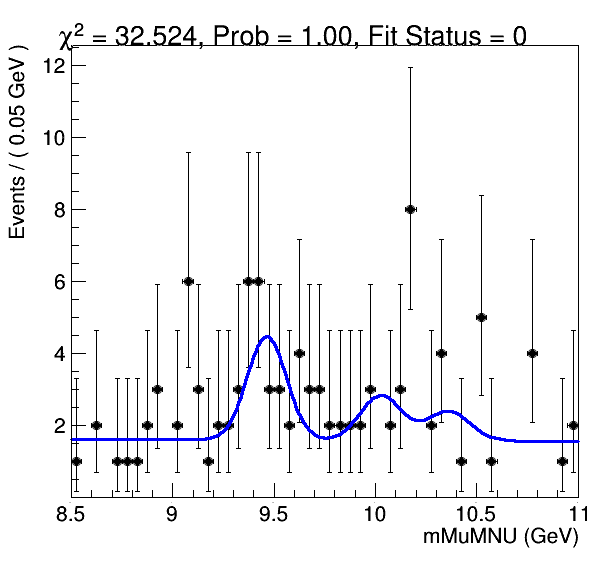 χ² = 32.524, Prob = 1.00, Fit Status = 0
Events / ( 0.05 GeV )
12
10
8
6
4
2
8.5 9 9.5 10 10.5 11
mMuMNU (GeV)